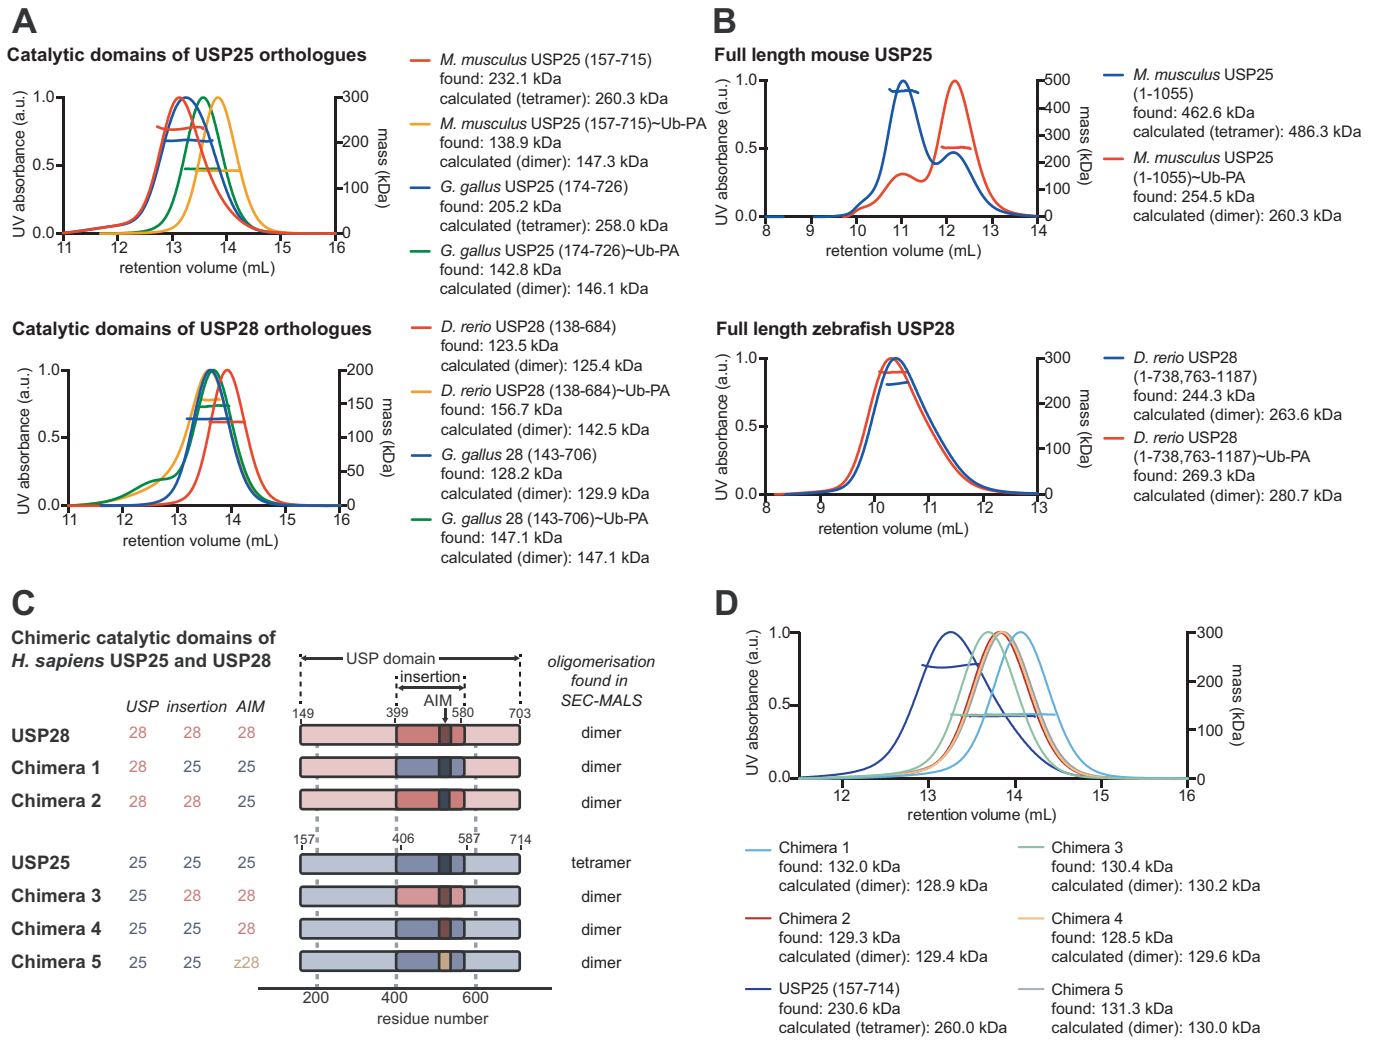 A
Catalytic domains of USP25 orthologues
UV absorbance (a.u.)
1.0
0.5
0.0
300
200
100
0
mass (kDa)
11 12 13 14 15 16
retention volume (mL)
M. musculus USP25 (157-715)
found: 232.1 kDa
calculated (tetramer): 260.3 kDa
M. musculus USP25 (157-715)~Ub-PA
found: 138.9 kDa
calculated (dimer): 147.3 kDa
G. gallus USP25 (174-726)
found: 205.2 kDa
calculated (tetramer): 258.0 kDa
G. gallus USP25 (174-726)~Ub-PA
found: 142.8 kDa
calculated (dimer): 146.1 kDa
Catalytic domains of USP28 orthologues
UV absorbance (a.u.)
1.0
0.5
0.0
200
150
100
50
0
mass (kDa)
11 12 13 14 15 16
retention volume (mL)
D. rerio USP28 (138-684)
found: 123.5 kDa
calculated (dimer): 125.4 kDa
D. rerio USP28 (138-684)~Ub-PA
found: 156.7 kDa
calculated (dimer): 142.5 kDa
G. gallus 28 (143-706)
found: 128.2 kDa
calculated (dimer): 129.9 kDa
G. gallus 28 (143-706)~Ub-PA
found: 147.1 kDa
calculated (dimer): 147.1 kDa
B
Full length mouse USP25
UV absorbance (a.u.)
1.0
0.5
0.0
500
400
300
200
100
0
mass (kDa)
8 9 10 11 12 13 14
retention volume (mL)
M. musculus USP25
(1-1055)
found: 462.6 kDa
calculated (tetramer): 486.3 kDa
M. musculus USP25
(1-1055)~Ub-PA
found: 254.5 kDa
calculated (dimer): 260.3 kDa
Full length zebrafish USP28
UV absorbance (a.u.)
1.0
0.5
0.0
300
200
100
0
mass (kDa)
8 9 10 11 12 13
retention volume (mL)
D. rerio USP28
(1-738,763-1187)
found: 244.3 kDa
calculated (dimer): 263.6 kDa
D. rerio USP28
(1-738,763-1187)~Ub-PA
found: 269.3 kDa
calculated (dimer): 280.7 kDa
C
Chimeric catalytic domains of
H. sapiens USP25 and USP28
USP domain
insertion
AIM
oligomerisation
found in
SEC-MALS
USP insertion AIM
149 399 580 703
USP28 28 28 28 dimer
Chimera 1 28 25 25 dimer
Chimera 2 28 28 25 dimer
157 406 587 714
USP25 25 25 25 tetramer
Chimera 3 25 28 28 dimer
Chimera 4 25 25 28 dimer
Chimera 5 25 25 z28 dimer
200 400 600
residue number
D
UV absorbance (a.u.)
1.0
0.5
0.0
300
200
100
0
mass (kDa)
12 13 14 15 16
retention volume (mL)
Chimera 1
found: 132.0 kDa
calculated (dimer): 128.9 kDa
Chimera 2
found: 129.3 kDa
calculated (dimer): 129.4 kDa
USP25 (157-714)
found: 230.6 kDa
calculated (tetramer): 260.0 kDa
Chimera 3
found: 130.4 kDa
calculated (dimer): 130.2 kDa
Chimera 4
found: 128.5 kDa
calculated (dimer): 129.6 kDa
Chimera 5
found: 131.3 kDa
calculated (dimer): 130.0 kDa